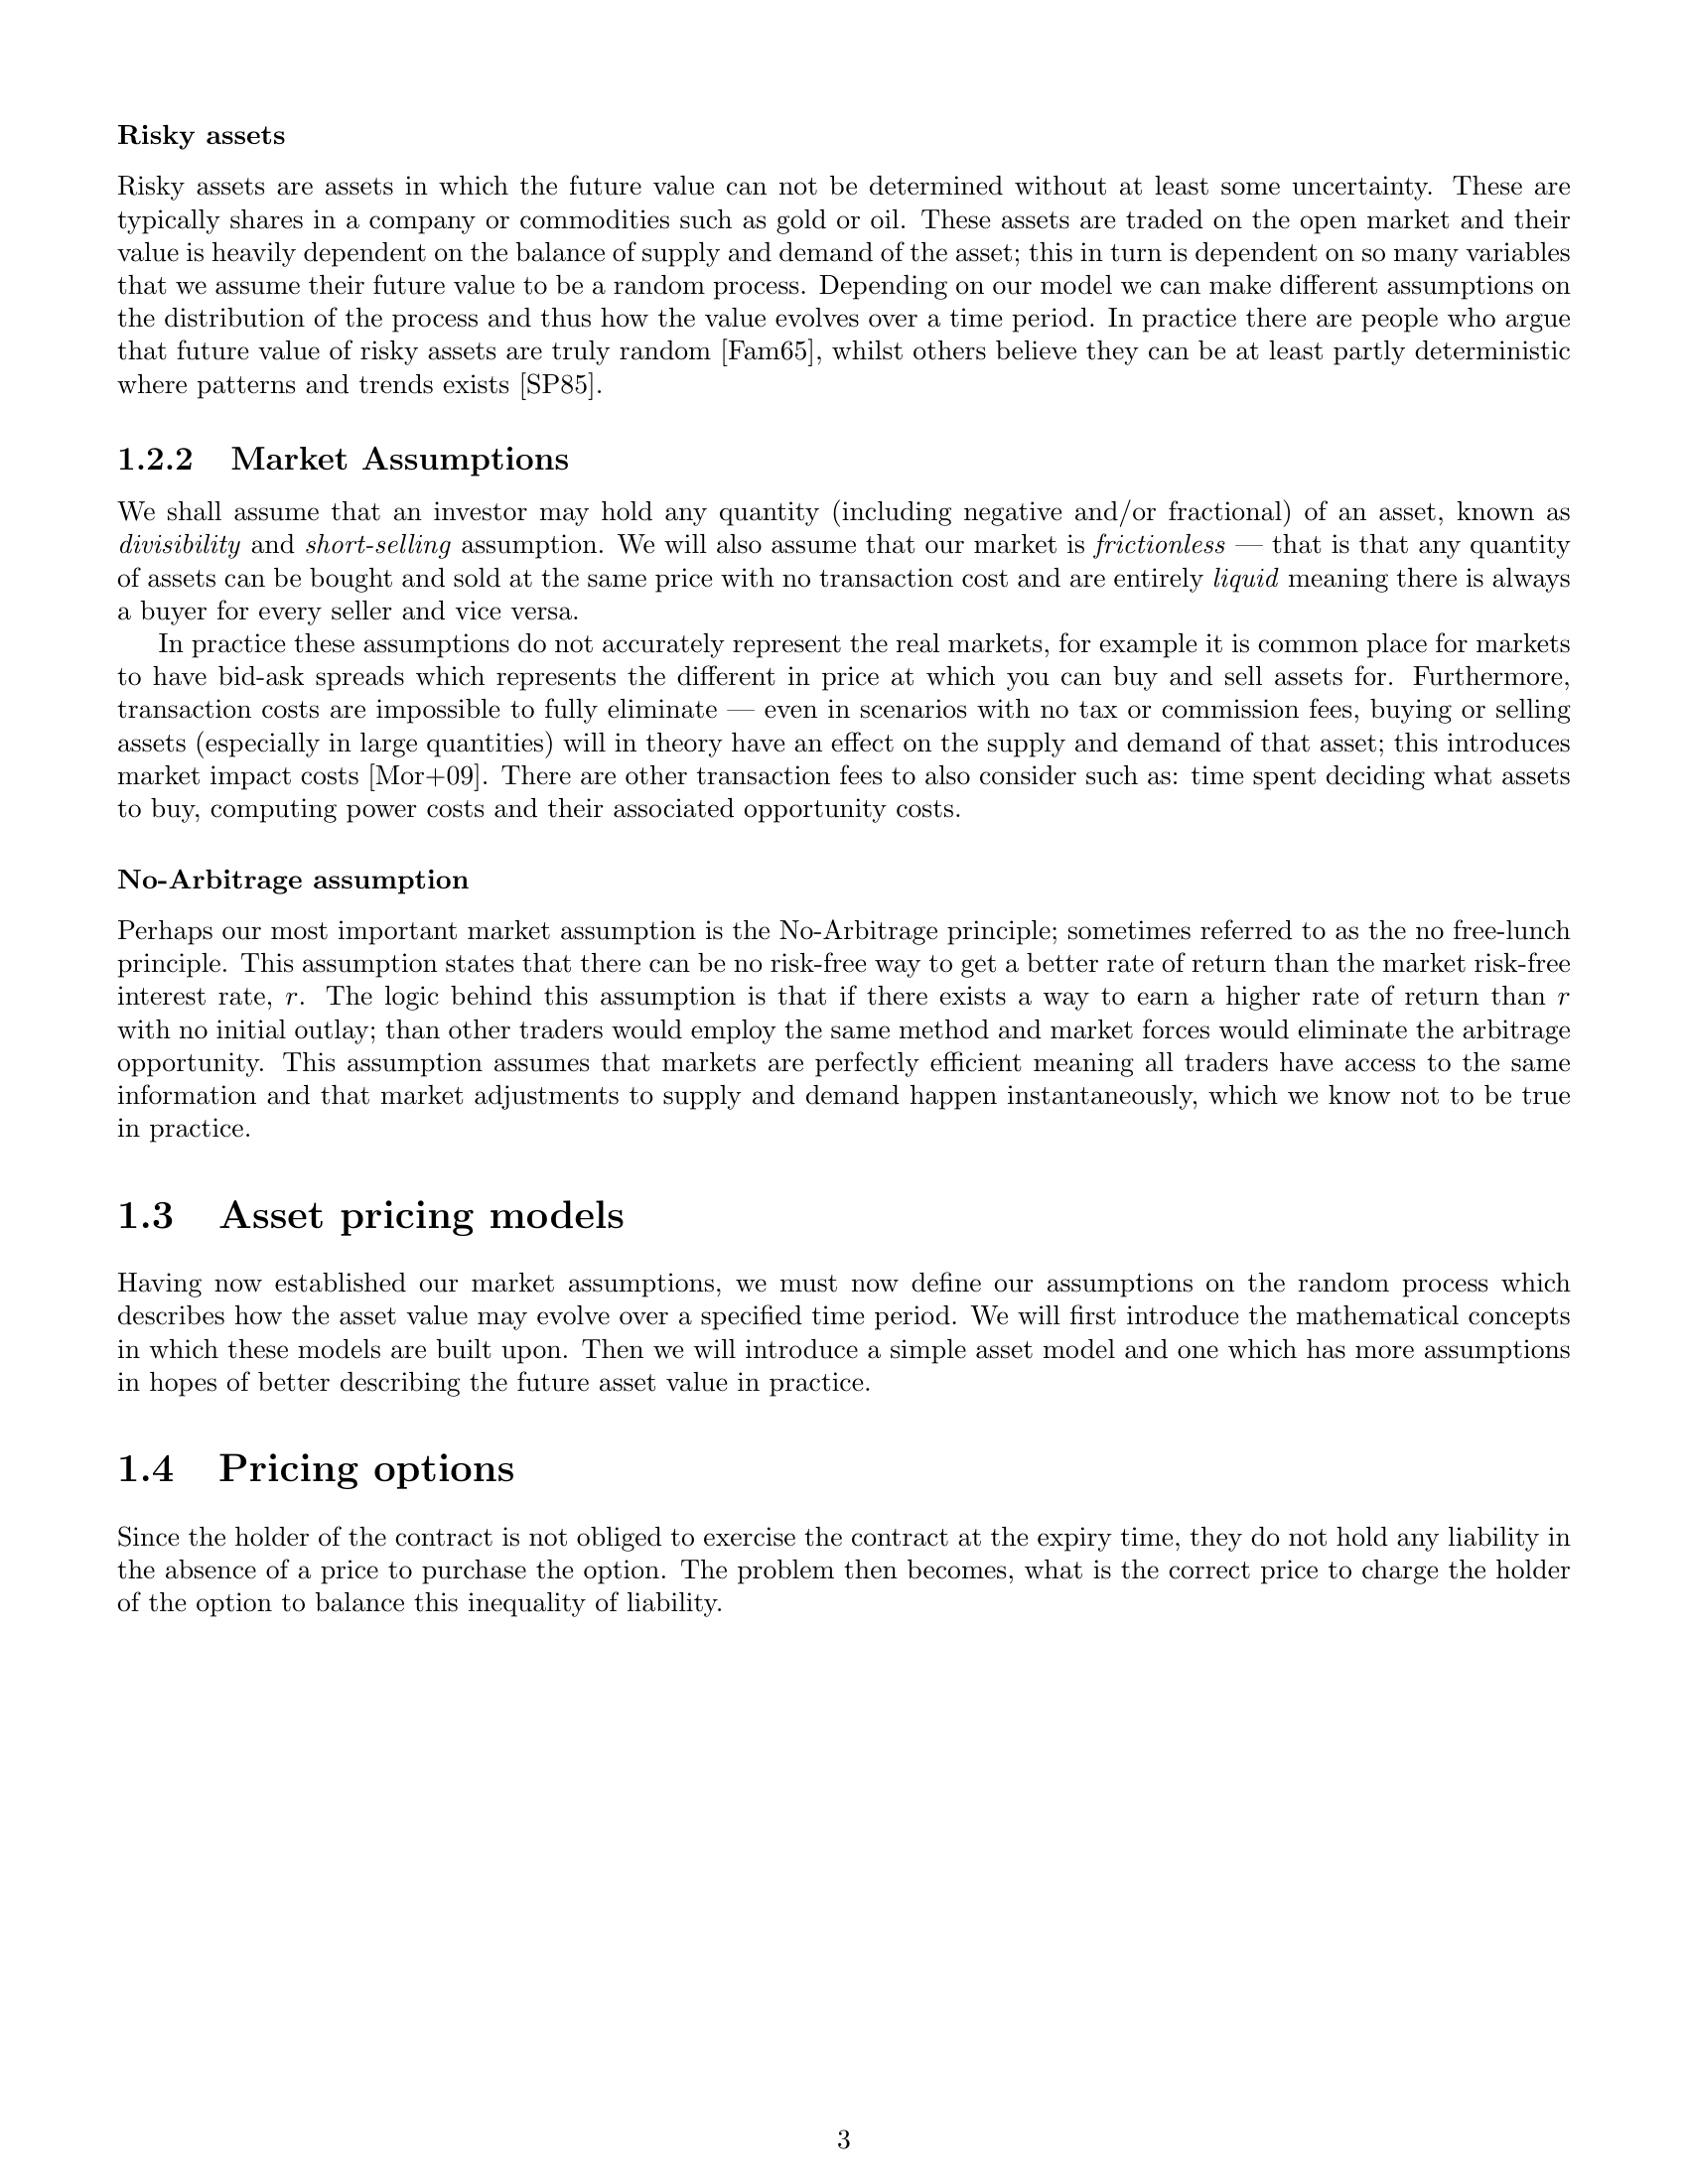 Risky assets
Risky assets are assets in which the future value can not be determined without at least some uncertainty. These are
typically shares in a company or commodities such as gold or oil. These assets are traded on the open market and their
value is heavily dependent on the balance of supply and demand of the asset; this in turn is dependent on so many variables
that we assume their future value to be a random process. Depending on our model we can make different assumptions on
the distribution of the process and thus how the value evolves over a time period. In practice there are people who argue
that future value of risky assets are truly random [Fam65], whilst others believe they can be at least partly deterministic
where patterns and trends exists [SP85].
1.2.2 Market Assumptions
We shall assume that an investor may hold any quantity (including negative and/or fractional) of an asset, known as
divisibility and short-selling assumption. We will also assume that our market is frictionless — that is that any quantity
of assets can be bought and sold at the same price with no transaction cost and are entirely liquid meaning there is always
a buyer for every seller and vice versa.
In practice these assumptions do not accurately represent the real markets, for example it is common place for markets
to have bid-ask spreads which represents the different in price at which you can buy and sell assets for. Furthermore,
transaction costs are impossible to fully eliminate — even in scenarios with no tax or commission fees, buying or selling
assets (especially in large quantities) will in theory have an effect on the supply and demand of that asset; this introduces
market impact costs [Mor+09]. There are other transaction fees to also consider such as: time spent deciding what assets
to buy, computing power costs and their associated opportunity costs.
No-Arbitrage assumption
Perhaps our most important market assumption is the No-Arbitrage principle; sometimes referred to as the no free-lunch
principle. This assumption states that there can be no risk-free way to get a better rate of return than the market risk-free
interest rate, r. The logic behind this assumption is that if there exists a way to earn a higher rate of return than r
with no initial outlay; than other traders would employ the same method and market forces would eliminate the arbitrage
opportunity. This assumption assumes that markets are perfectly efficient meaning all traders have access to the same
information and that market adjustments to supply and demand happen instantaneously, which we know not to be true
in practice.
1.3 Asset pricing models
Having now established our market assumptions, we must now define our assumptions on the random process which
describes how the asset value may evolve over a specified time period. We will first introduce the mathematical concepts
in which these models are built upon. Then we will introduce a simple asset model and one which has more assumptions
in hopes of better describing the future asset value in practice.
1.4 Pricing options
Since the holder of the contract is not obliged to exercise the contract at the expiry time, they do not hold any liability in
the absence of a price to purchase the option. The problem then becomes, what is the correct price to charge the holder
of the option to balance this inequality of liability.
3